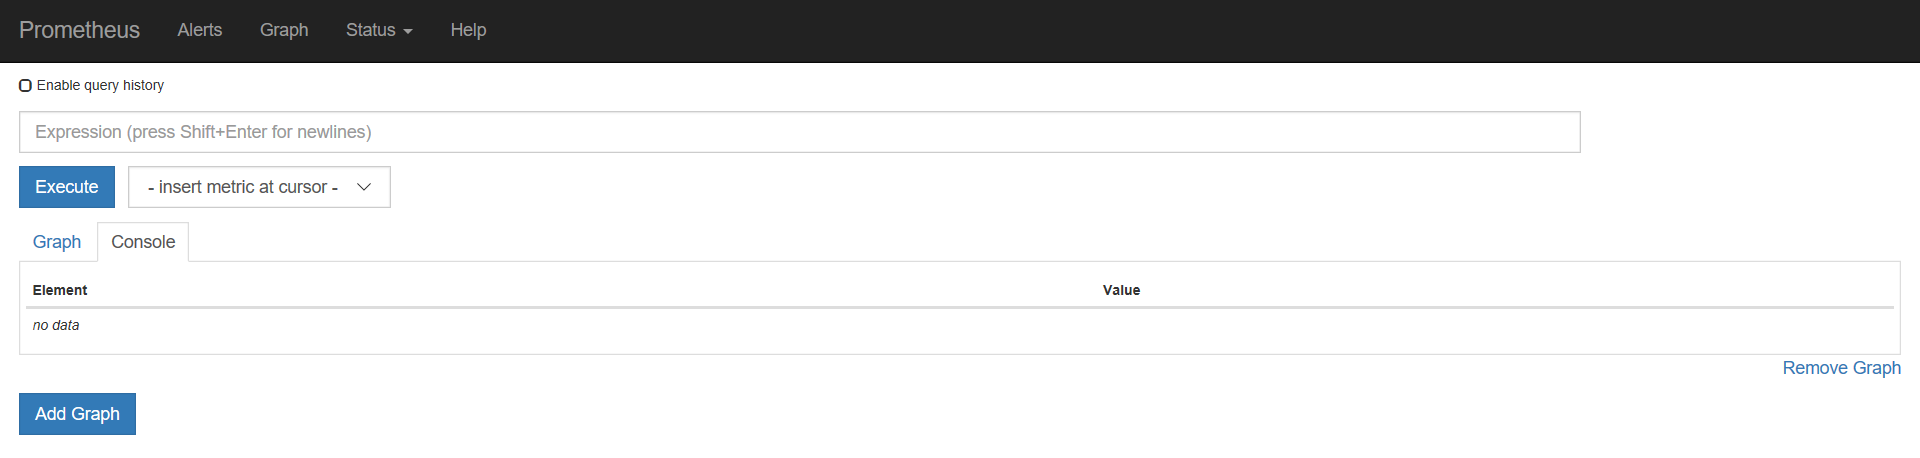 Prometheus Alerts Graph Status Help
Enable query history
Expression (press Shift+Enter for newlines)
Execute - insert metric at cursor -
Graph Console
Element Value
no data
Remove Graph
Add Graph